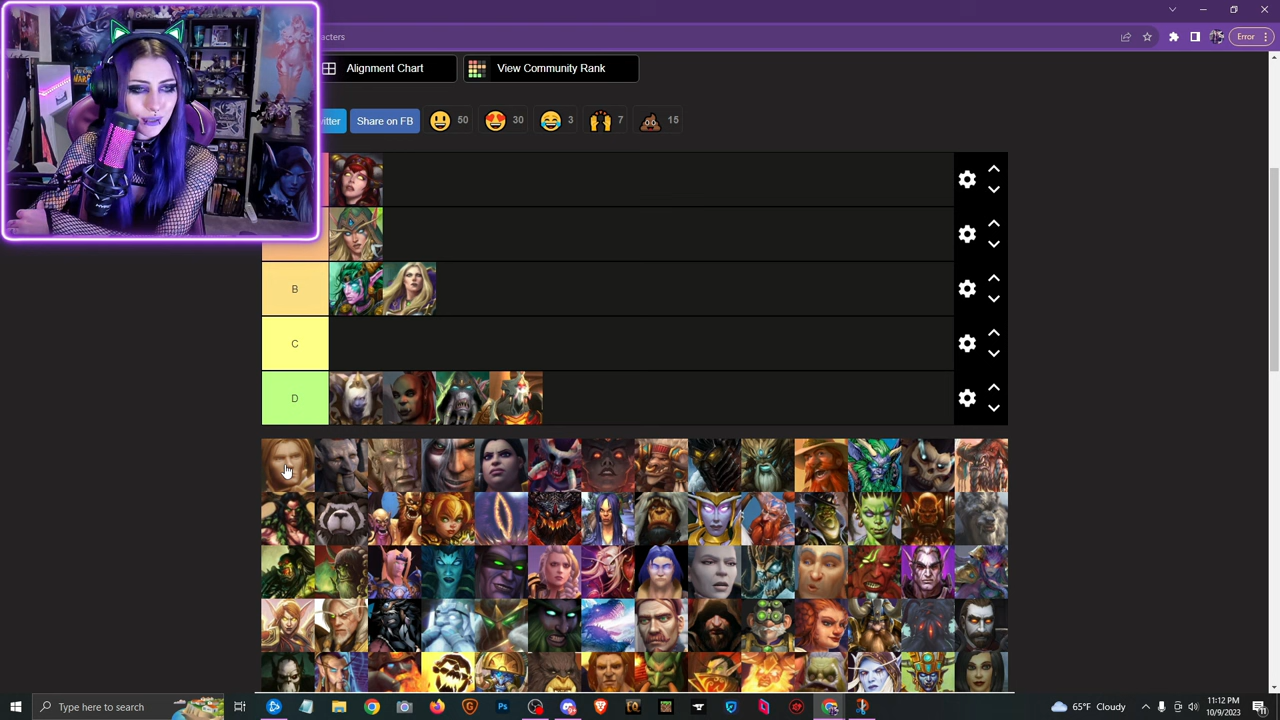 acters
Error
Alignment Chart
View Community Rank
itter
Share on FB
50
30
3
7
15
B
C
D
Type here to search
65°F Cloudy
11:12 PM
10/9/2023